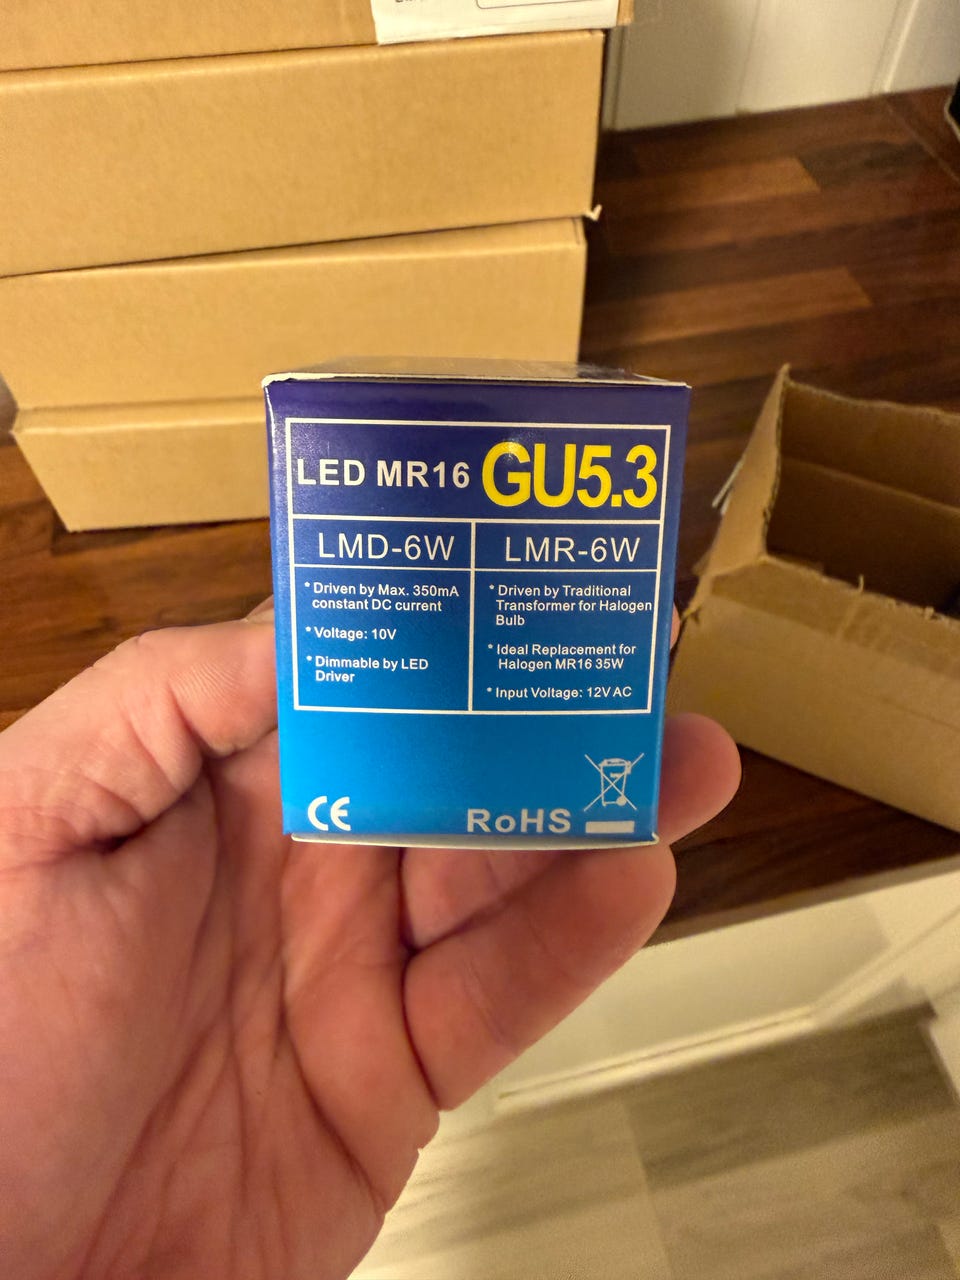 LED MR16 GU5.3
LMD-6W
* Driven by Max. 350mA
constant DC current
* Voltage: 10V
* Dimmable by LED
Driver
LMR-6W
* Driven by Traditional
Transformer for Halogen
Bulb
* Ideal Replacement for
Halogen MR16 35W
* Input Voltage: 12V AC
CE
RoHS